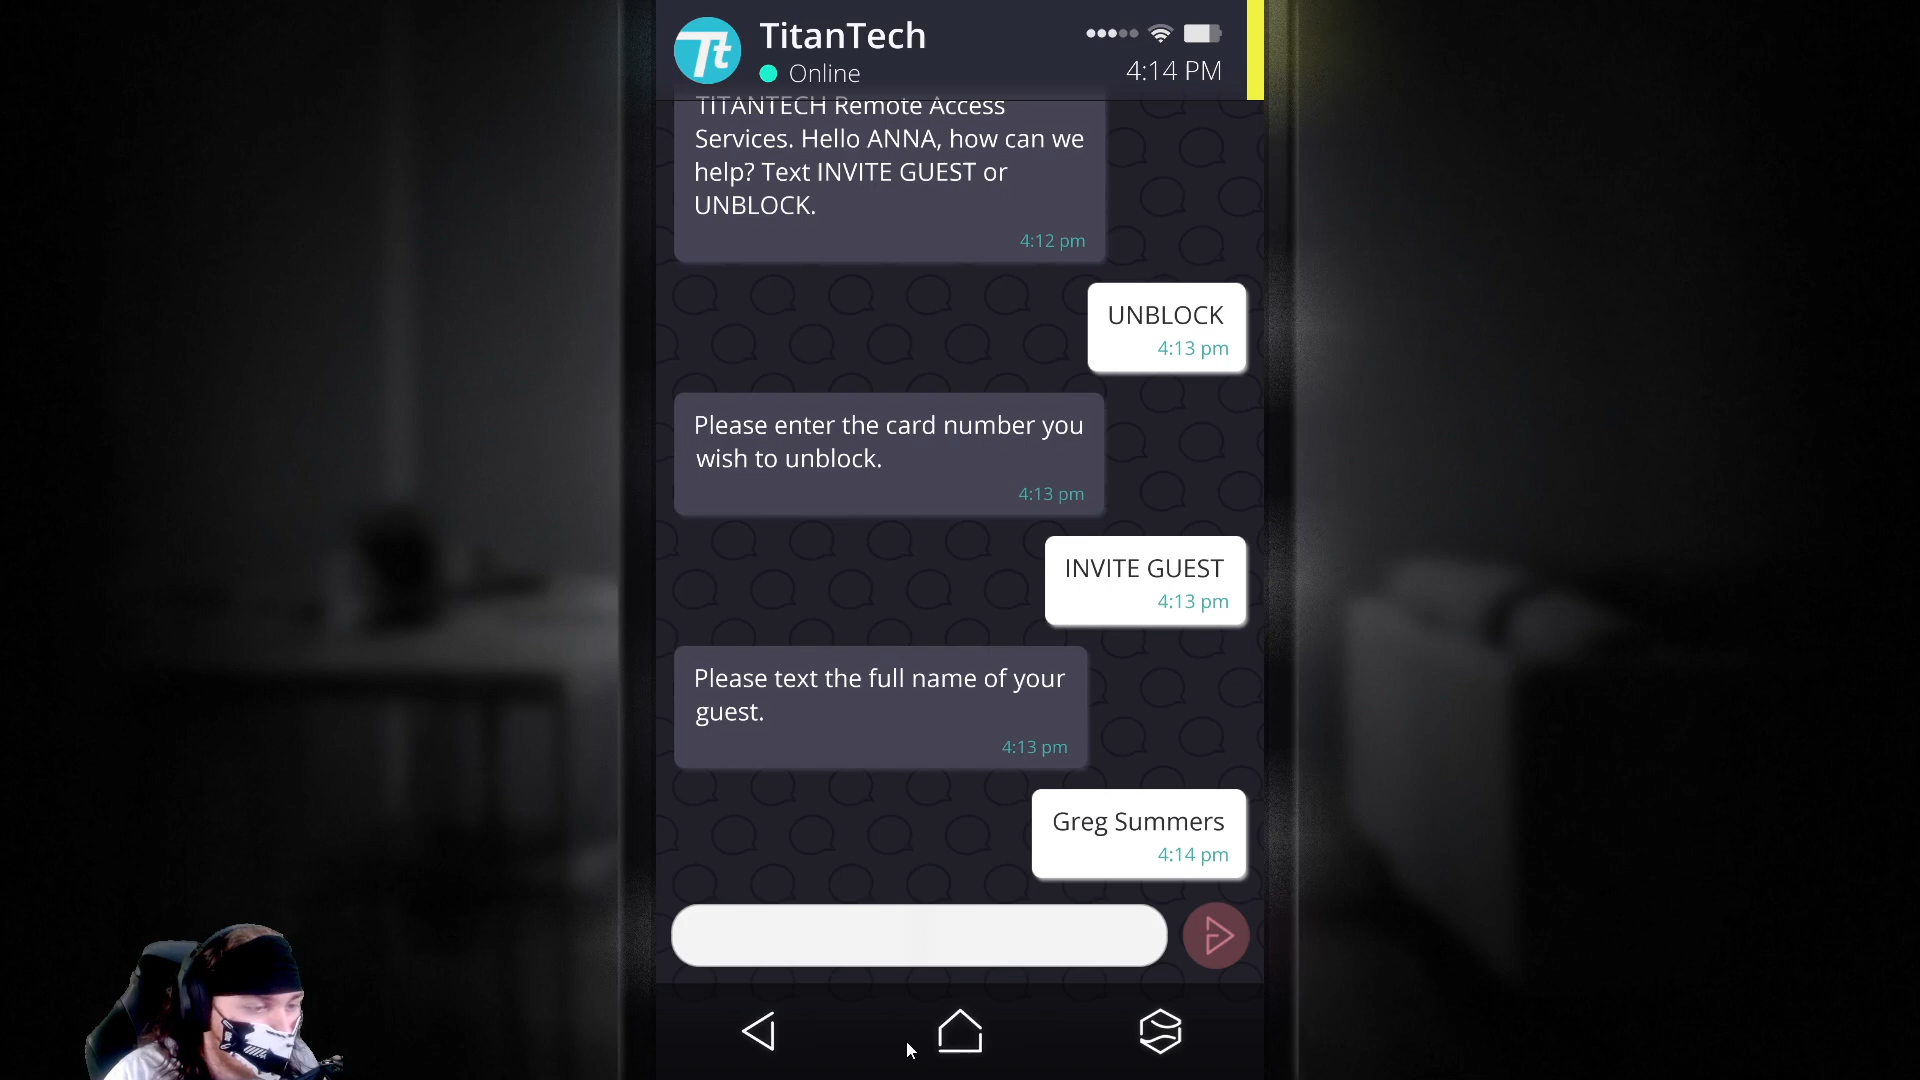 Tt
TitanTech
Online
4:14 PM
TITANTECH Remote Access
Services. Hello ANNA, how can we
help? Text INVITE GUEST or
UNBLOCK.
4:12 pm
UNBLOCK
4:13 pm
Please enter the card number you
wish to unblock.
4:13 pm
INVITE GUEST
4:13 pm
Please text the full name of your
guest.
4:13 pm
Greg Summers
4:14 pm